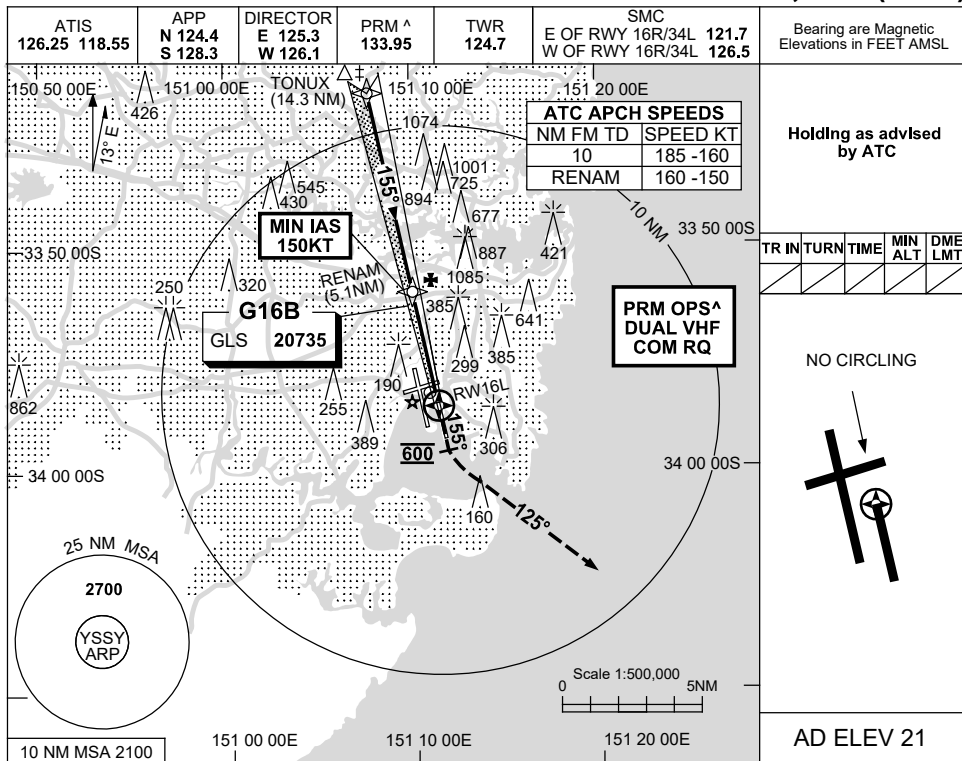 ATIS
126.25 118.55
APP
N 124.4
S 128.3
DIRECTOR
E 125.3
W 126.1
PRM ^
133.95
TWR
124.7
SMC
E OF RWY 16R/34L 121.7
W OF RWY 16R/34L 126.5
Bearing are Magnetic
Elevations in FEET AMSL
150 50 00E
151 00 00E
TONUX
(14.3 NM)
151 10 00E
151 20 00E
426
13° E
1074
ATC APCH SPEEDS
NM FM TD SPEED KT
10 185 -160
RENAM 160 -150
Holding as advised
by ATC
545
430
155°
894
1001
725
677
10 NM
MIN IAS
150KT
887
421
33 50 00S
33 50 00S
TR IN TURN TIME MIN ALT DME LMT
250
320
RENAM
(5.1NM)
1085
385
641
G16B
GLS 20735
PRM OPS^
DUAL VHF
COM RQ
385
299
NO CIRCLING
862
190
255
RW16L
389
155°
306
600
34 00 00S
34 00 00S
160
125°
25 NM MSA
2700
YSSY
ARP
Scale 1:500,000
0 5NM
10 NM MSA 2100
151 00 00E
151 10 00E
151 20 00E
AD ELEV 21